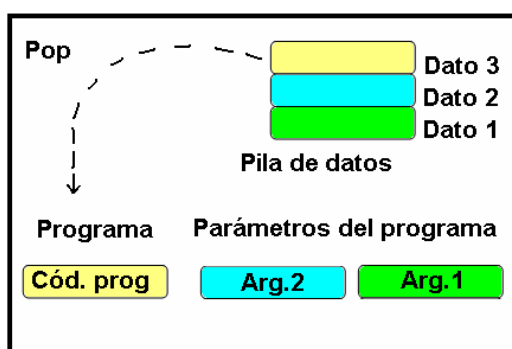 Pop
Dato 3
Dato 2
Dato 1
Pila de datos
Programa
Parámetros del programa
Cód. prog
Arg.2
Arg.1